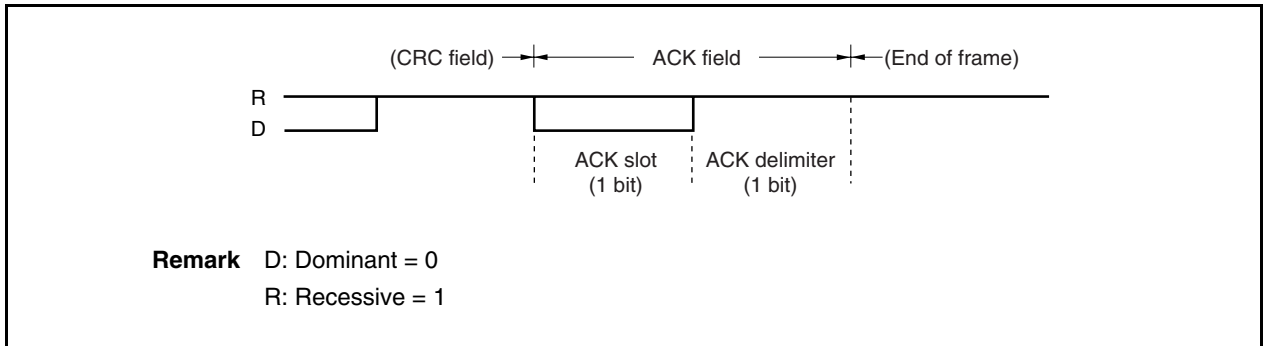 (CRC field) ACK field (End of frame)
R
D
ACK slot ACK delimiter
(1 bit) (1 bit)
Remark D: Dominant = 0
R: Recessive = 1